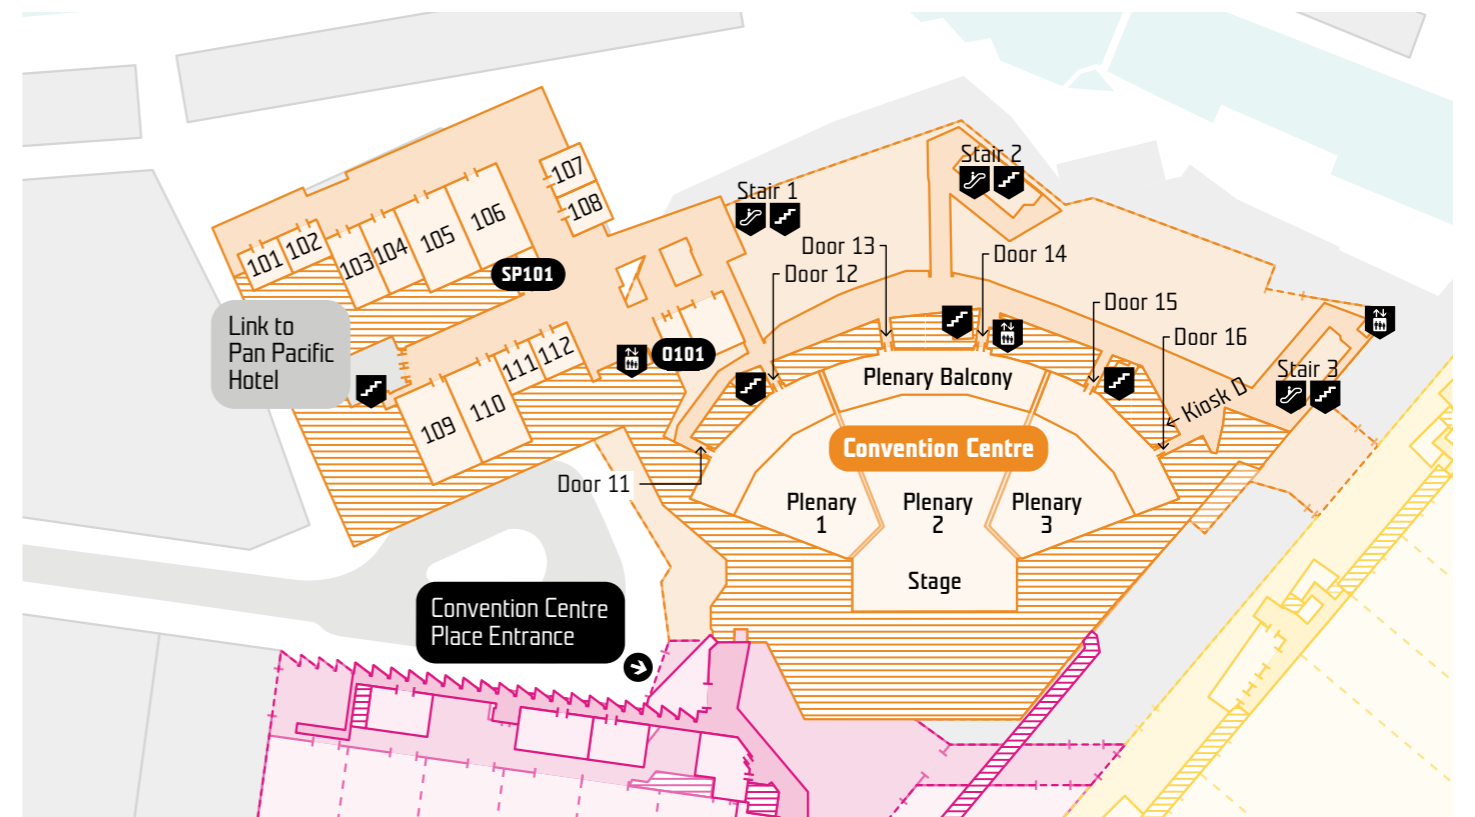 Stair 2
107
Stair 1
108
106
102
105
101
103
104
Door 13
Door 14
Door 12
SP101
Door 15
Link to
Pan Pacific
Hotel
Door 16
112
O101
111
Stair 3
Plenary Balcony
110
109
Kiosk D
Convention Centre
Door 11
Plenary
1
Plenary
2
Plenary
3
Stage
Convention Centre
Place Entrance